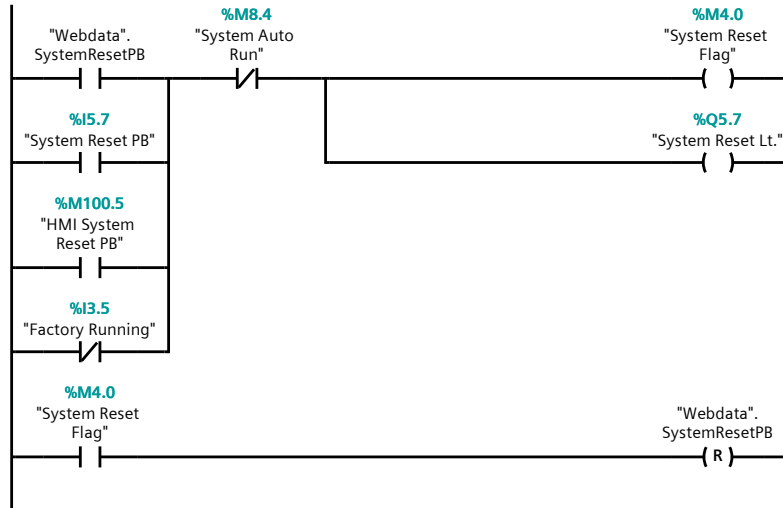 %M8.4
%M4.0
"Webdata".
SystemResetPB
"System Auto
Run"
"System Reset
Flag"
%I5.7
"System Reset PB"
%Q5.7
"System Reset Lt."
%M100.5
"HMI System
Reset PB"
%I3.5
"Factory Running"
%M4.0
"System Reset
Flag"
"Webdata".
SystemResetPB
R